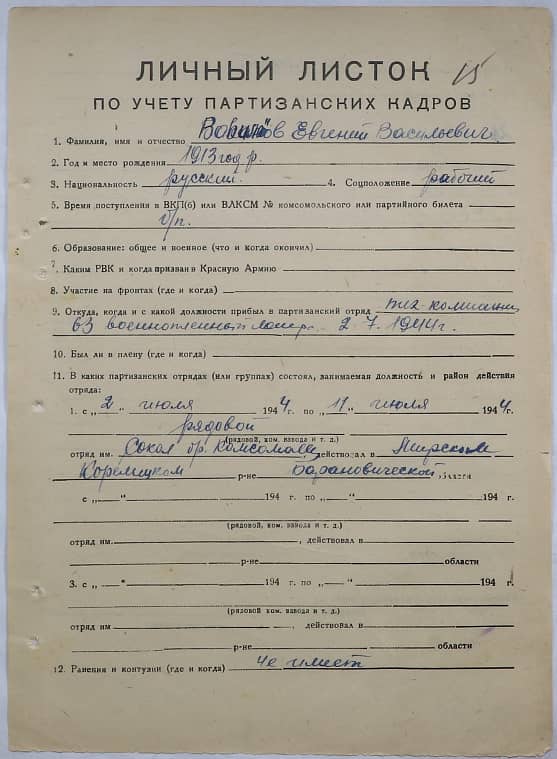 15
ЛИЧНЫЙ ЛИСТОК
ПО УЧЕТУ ПАРТИЗАНСКИХ КАДРОВ
1. Фамилия, имя и отчество Евгений Васильевич
2. Год и место рождения 1913 год р.
3. Национальность русский. 4. Соцположение рабочий
5. Время поступления в ВКП(б) или ВЛКСМ № комсомольского или партийного билета
б/п.
6. Образование: общее и военное (что и когда окончил)
7. Каким РВК и когда призван в Красную Армию
8. Участие на фронтах (где и когда)
9. Откуда, когда и с какой должности прибыл в партизанский отряд
2.7.1944г.
10. Был ли в плену (где и когда)
11. В каких партизанских отрядах (или группах) состоял, занимаемая должность и район действия
отряда:
1. с „2“ июля 1944 г. по „11“ июля 1944 г.
рядовой
(рядовой, ком. взвода и т. д.)
отряд им. Сокол бр. Комсомолец, действовал в Мирском
Кореличском р-не Барановической области
с „ “ 194 г. по „ “ 194 г.
(рядовой, ком. взвода и т. д.)
отряд им. , действовал в
р-не области
3. с „ “ 194 г. по „ “ 194 г.
(рядовой ком. взвода и т. д.)
отряд им. , действовал в
р-не области
12. Ранения и контузии (где и когда) не имеет